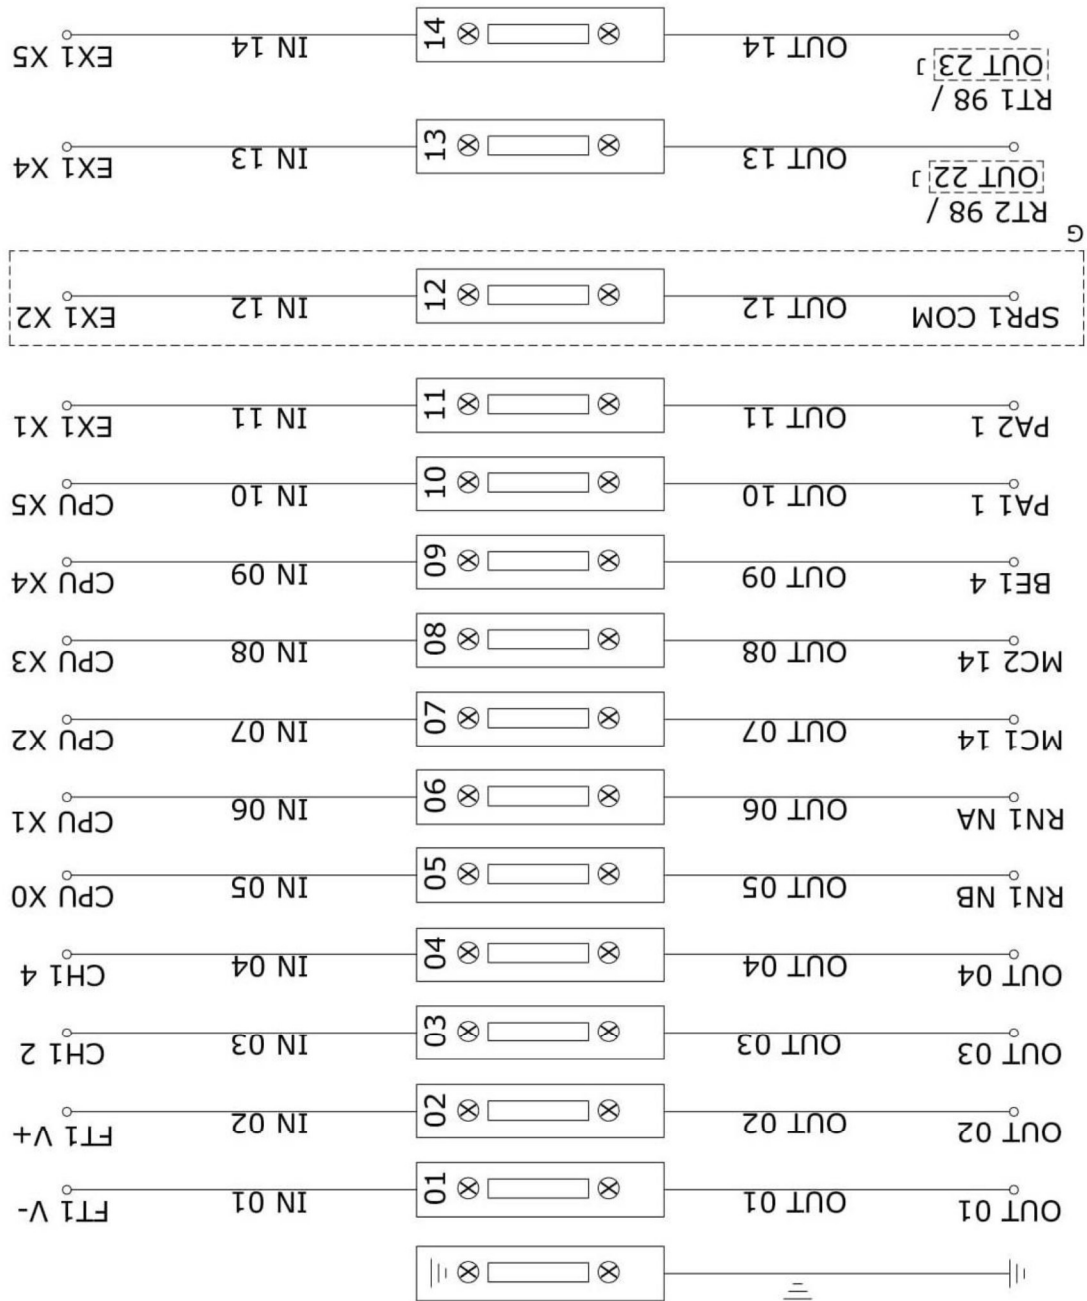 OUT 01
OUT 01
01
IN 01
FT1 V-
OUT 02
OUT 02
02
IN 02
FT1 V+
OUT 03
OUT 03
03
IN 03
CH1 2
OUT 04
OUT 04
04
IN 04
CH1 4
RN1 NB
OUT 05
05
IN 05
CPU X0
RN1 NA
OUT 06
06
IN 06
CPU X1
MC1 14
OUT 07
07
IN 07
CPU X2
MC2 14
OUT 08
08
IN 08
CPU X3
BE1 4
OUT 09
09
IN 09
CPU X4
PA1 1
OUT 10
10
IN 10
CPU X5
PA2 1
OUT 11
11
IN 11
EX1 X1
SPR1 COM
OUT 12
12
IN 12
EX1 X2
G
RT2 98 /
OUT 22 J
OUT 13
13
IN 13
EX1 X4
RT1 98 /
OUT 23 J
OUT 14
14
IN 14
EX1 X5